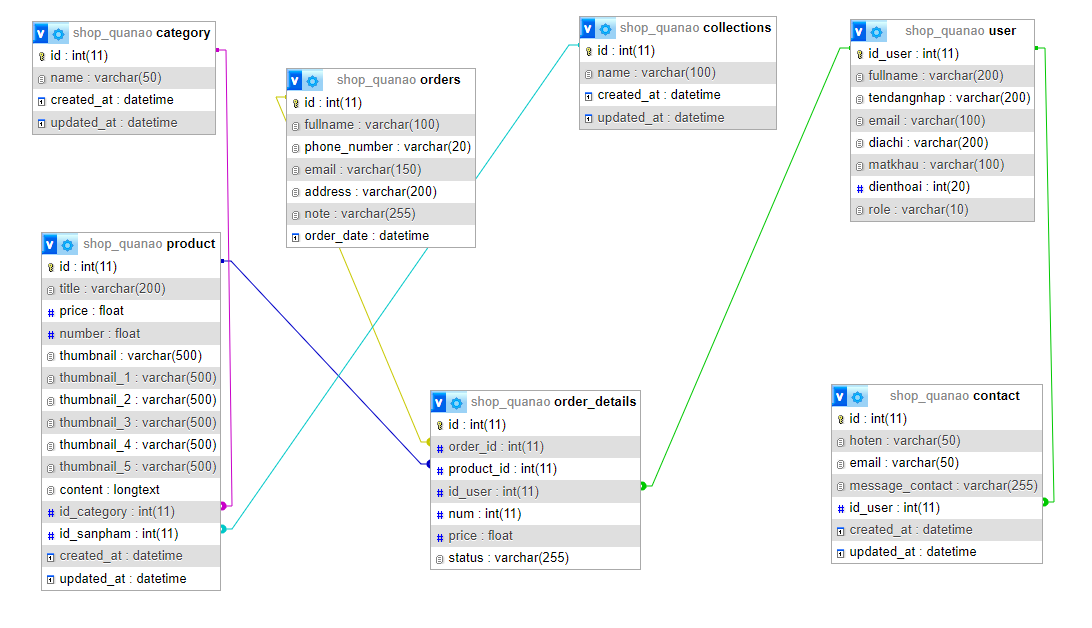 shop_quanao category
id : int(11)
name : varchar(50)
created_at : datetime
updated_at : datetime
shop_quanao orders
id : int(11)
fullname : varchar(100)
phone_number : varchar(20)
email : varchar(150)
address : varchar(200)
note : varchar(255)
order_date : datetime
shop_quanao collections
id : int(11)
name : varchar(100)
created_at : datetime
updated_at : datetime
shop_quanao user
id_user : int(11)
fullname : varchar(200)
tendangnhap : varchar(200)
email : varchar(100)
diachi : varchar(200)
matkhau : varchar(100)
dienthoai : int(20)
role : varchar(10)
shop_quanao product
id : int(11)
title : varchar(200)
price : float
number : float
thumbnail : varchar(500)
thumbnail_1 : varchar(500)
thumbnail_2 : varchar(500)
thumbnail_3 : varchar(500)
thumbnail_4 : varchar(500)
thumbnail_5 : varchar(500)
content : longtext
id_category : int(11)
id_sanpham : int(11)
created_at : datetime
updated_at : datetime
shop_quanao order_details
id : int(11)
order_id : int(11)
product_id : int(11)
id_user : int(11)
num : int(11)
price : float
status : varchar(255)
shop_quanao contact
id : int(11)
hoten : varchar(50)
email : varchar(50)
message_contact : varchar(255)
id_user : int(11)
created_at : datetime
updated_at : datetime